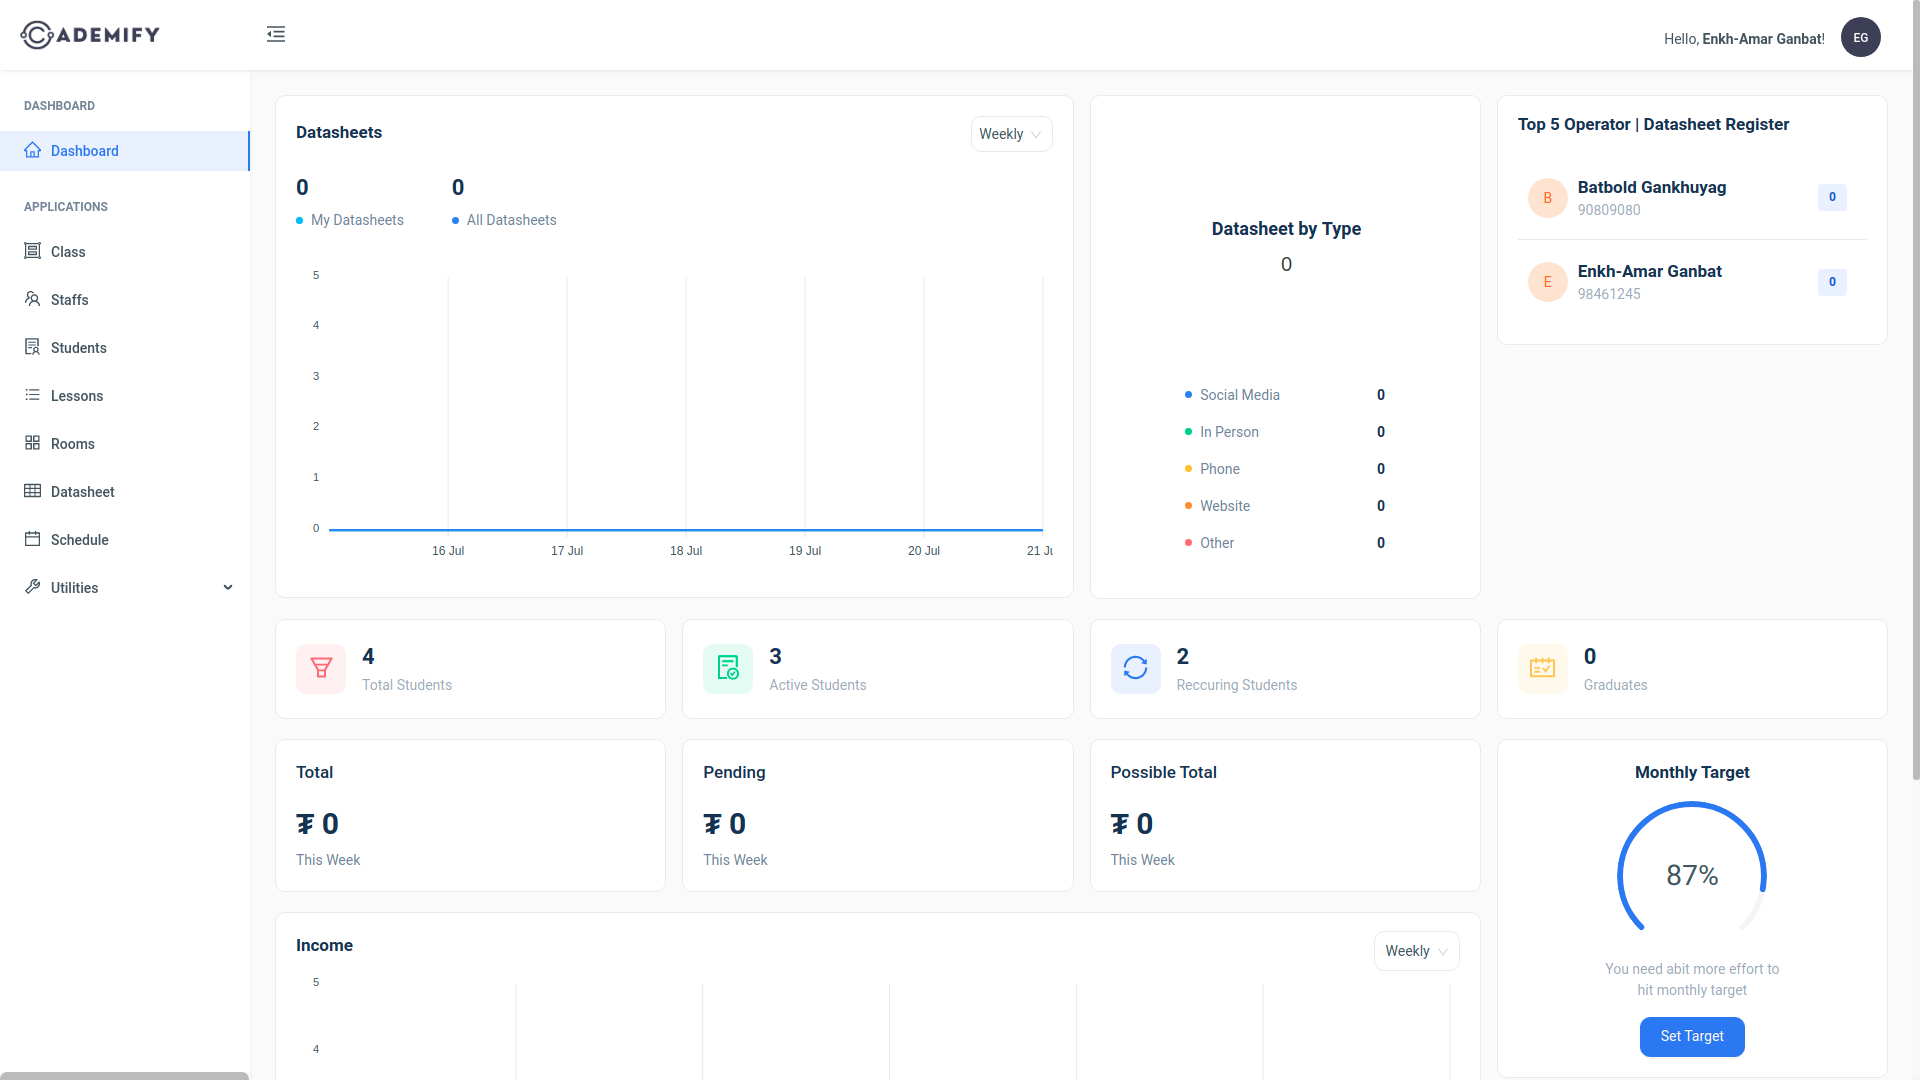 CADEMIFY
Hello, Enkh-Amar Ganbat!
EG
DASHBOARD
Dashboard
APPLICATIONS
Class
Staffs
Students
Lessons
Rooms
Datasheet
Schedule
Utilities
Datasheets
Weekly
0
My Datasheets
0
All Datasheets
5
4
3
2
1
0
16 Jul
17 Jul
18 Jul
19 Jul
20 Jul
21 Ju
Datasheet by Type
0
Social Media 0
In Person 0
Phone 0
Website 0
Other 0
Top 5 Operator | Datasheet Register
B
Batbold Gankhuyag
90809080
0
E
Enkh-Amar Ganbat
98461245
0
4
Total Students
3
Active Students
2
Reccuring Students
0
Graduates
Total
₮ 0
This Week
Pending
₮ 0
This Week
Possible Total
₮ 0
This Week
Monthly Target
87%
You need abit more effort to
hit monthly target
Set Target
Income
Weekly
5
4